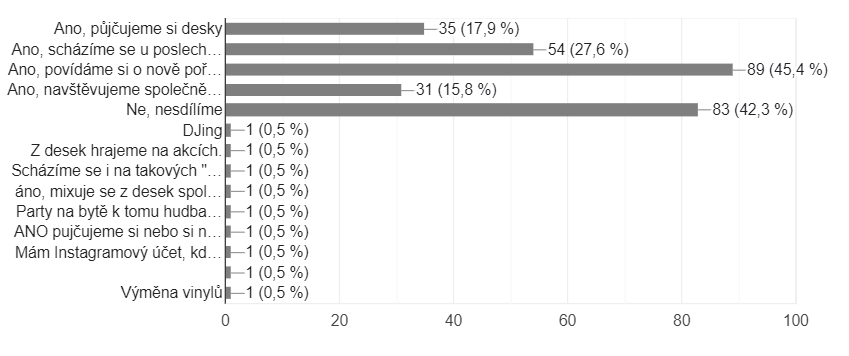 Ano, půjčujeme si desky 35 (17,9 %)
Ano, scházíme se u poslech… 54 (27,6 %)
Ano, povídáme si o nově poř… 89 (45,4 %)
Ano, navštěvujeme společně… 31 (15,8 %)
Ne, nesdílíme 83 (42,3 %)
DJing 1 (0,5 %)
Z desek hrajeme na akcích. 1 (0,5 %)
Scházíme se i na takových "… 1 (0,5 %)
áno, mixuje se z desek spol… 1 (0,5 %)
Party na bytě k tomu hudba… 1 (0,5 %)
ANO pujčujeme si nebo si n… 1 (0,5 %)
Mám Instagramový účet, kd… 1 (0,5 %)
1 (0,5 %)
Výměna vinylů 1 (0,5 %)
0 20 40 60 80 100